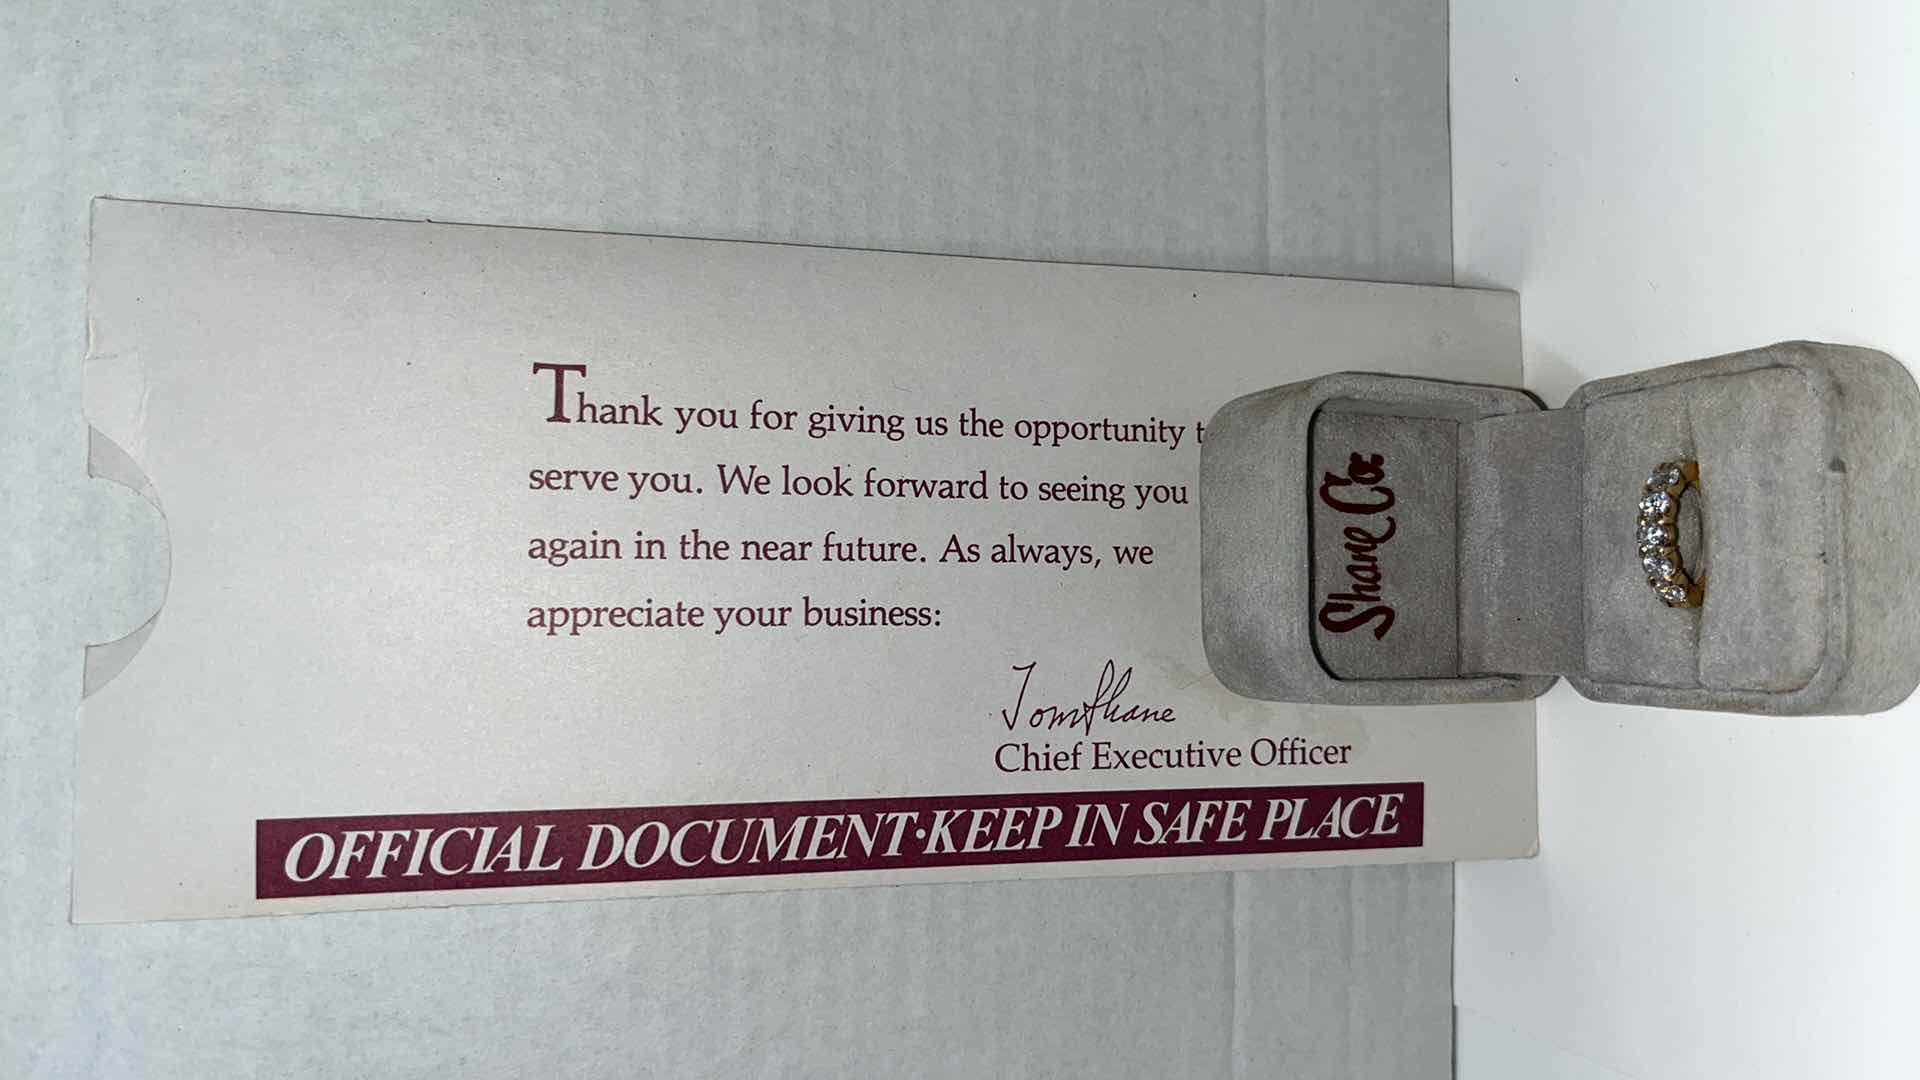 Thank you for giving us the opportunity t
serve you. We look forward to seeing you
again in the near future. As always, we
appreciate your business:
Tom Shane
Chief Executive Officer
OFFICIAL DOCUMENT·KEEP IN SAFE PLACE
Shane Co.